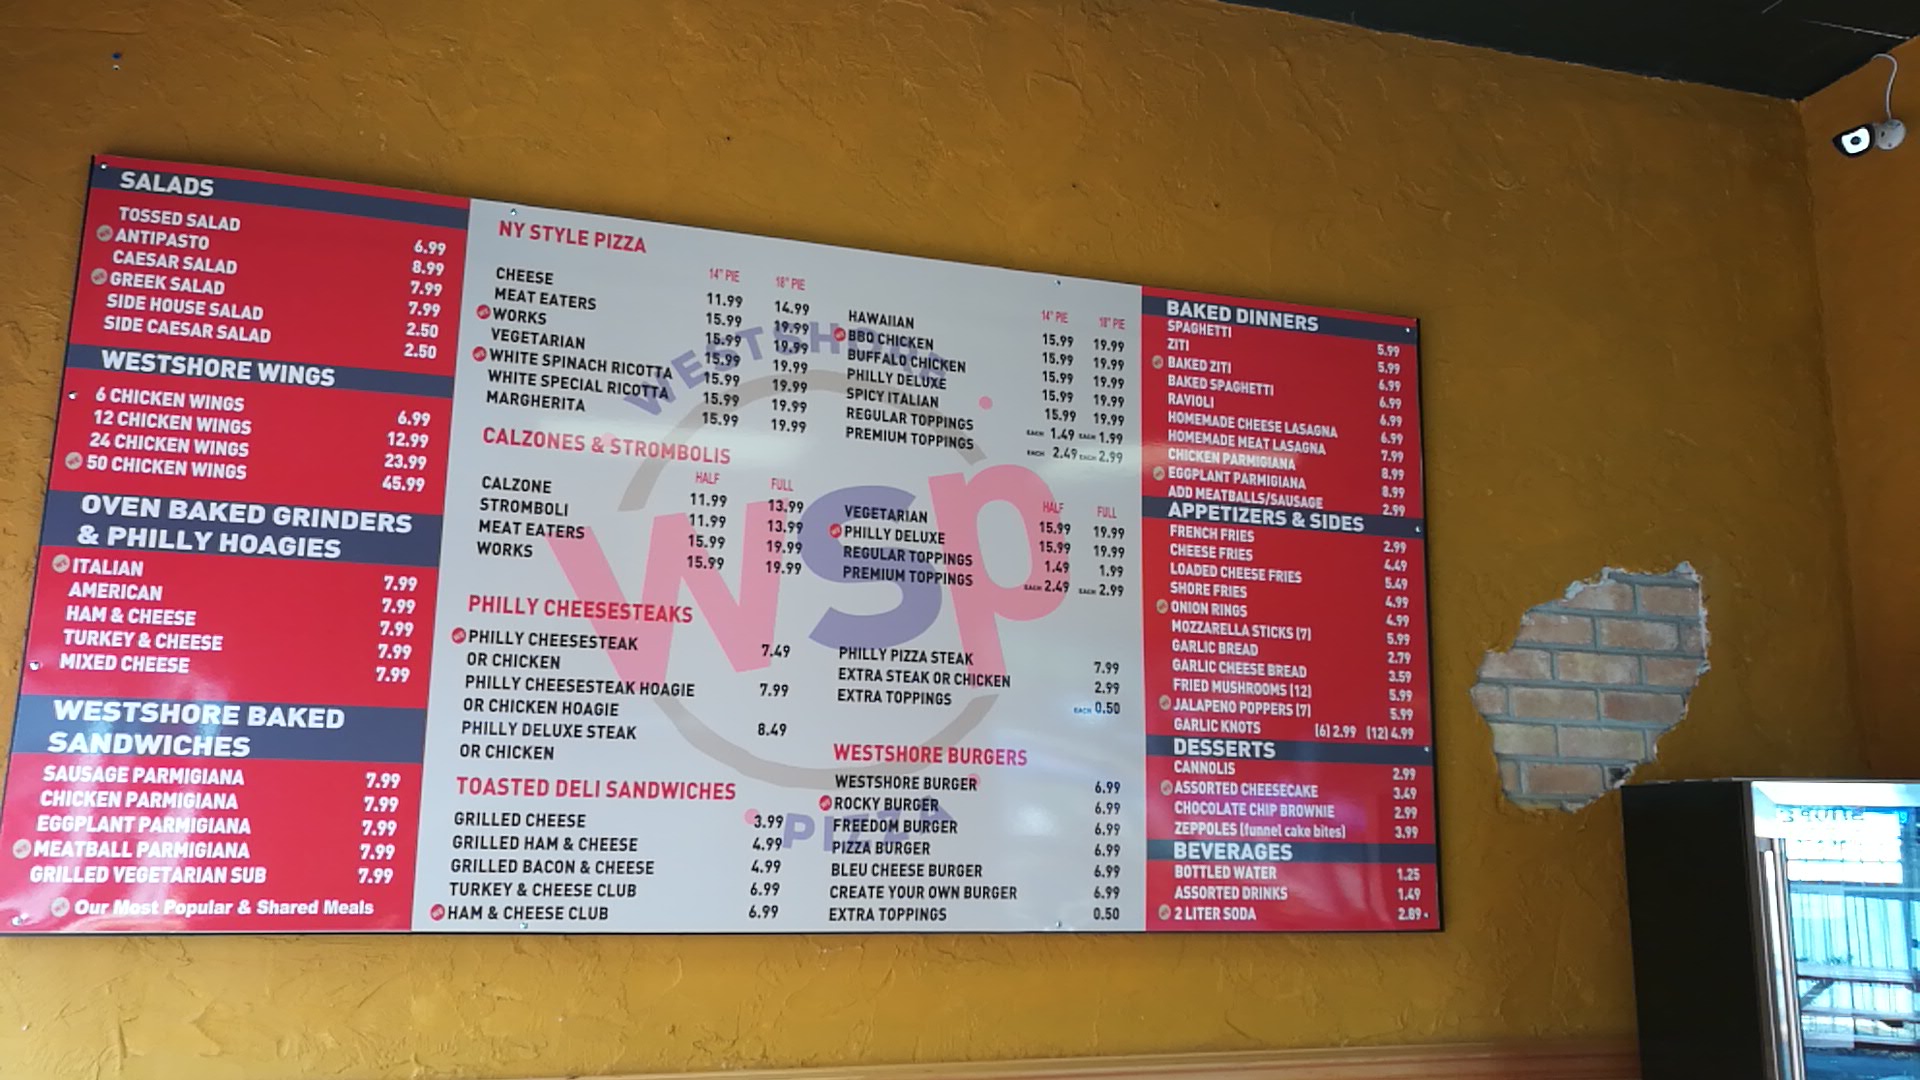 SALADS
TOSSED SALAD 6.99
ANTIPASTO 8.99
CAESAR SALAD 7.99
GREEK SALAD 7.99
SIDE HOUSE SALAD 2.50
SIDE CAESAR SALAD 2.50
WESTSHORE WINGS
6 CHICKEN WINGS 6.99
12 CHICKEN WINGS 12.99
24 CHICKEN WINGS 23.99
50 CHICKEN WINGS 45.99
OVEN BAKED GRINDERS
& PHILLY HOAGIES
ITALIAN 7.99
AMERICAN 7.99
HAM & CHEESE 7.99
TURKEY & CHEESE 7.99
MIXED CHEESE 7.99
WESTSHORE BAKED
SANDWICHES
SAUSAGE PARMIGIANA 7.99
CHICKEN PARMIGIANA 7.99
EGGPLANT PARMIGIANA 7.99
MEATBALL PARMIGIANA 7.99
GRILLED VEGETARIAN SUB 7.99
Our Most Popular & Shared Meals
NY STYLE PIZZA
14" PIE 18" PIE
CHEESE 11.99 14.99
MEAT EATERS 15.99 19.99
WORKS 15.99 19.99
VEGETARIAN 15.99 19.99
WHITE SPINACH RICOTTA 15.99 19.99
WHITE SPECIAL RICOTTA 15.99 19.99
MARGHERITA 15.99 19.99
14" PIE 18" PIE
HAWAIIAN 15.99 19.99
BBQ CHICKEN 15.99 19.99
BUFFALO CHICKEN 15.99 19.99
PHILLY DELUXE 15.99 19.99
SPICY ITALIAN 15.99 19.99
REGULAR TOPPINGS EACH 1.49 EACH 1.99
PREMIUM TOPPINGS EACH 2.49 EACH 2.99
CALZONES & STROMBOLIS
HALF FULL
CALZONE 11.99 13.99
STROMBOLI 11.99 13.99
MEAT EATERS 15.99 19.99
WORKS 15.99 19.99
HALF FULL
VEGETARIAN 15.99 19.99
PHILLY DELUXE 15.99 19.99
REGULAR TOPPINGS 1.49 1.99
PREMIUM TOPPINGS EACH 2.49 EACH 2.99
PHILLY CHEESESTEAKS
PHILLY CHEESESTEAK 7.49
OR CHICKEN
PHILLY CHEESESTEAK HOAGIE 7.99
OR CHICKEN HOAGIE
PHILLY DELUXE STEAK 8.49
OR CHICKEN
PHILLY PIZZA STEAK 7.99
EXTRA STEAK OR CHICKEN 2.99
EXTRA TOPPINGS EACH 0.50
TOASTED DELI SANDWICHES
GRILLED CHEESE 3.99
GRILLED HAM & CHEESE 4.99
GRILLED BACON & CHEESE 4.99
TURKEY & CHEESE CLUB 6.99
HAM & CHEESE CLUB 6.99
WESTSHORE BURGERS
WESTSHORE BURGER 6.99
ROCKY BURGER 6.99
FREEDOM BURGER 6.99
PIZZA BURGER 6.99
BLEU CHEESE BURGER 6.99
CREATE YOUR OWN BURGER 6.99
EXTRA TOPPINGS 0.50
WESTSHORE
wsp
PIZZA
BAKED DINNERS
SPAGHETTI 5.99
ZITI 5.99
BAKED ZITI 6.99
BAKED SPAGHETTI 6.99
RAVIOLI 6.99
HOMEMADE CHEESE LASAGNA 6.99
HOMEMADE MEAT LASAGNA 7.99
CHICKEN PARMIGIANA 8.99
EGGPLANT PARMIGIANA 8.99
ADD MEATBALLS/SAUSAGE 2.99
APPETIZERS & SIDES
FRENCH FRIES 2.99
CHEESE FRIES 4.49
LOADED CHEESE FRIES 5.49
SHORE FRIES 4.99
ONION RINGS 4.99
MOZZARELLA STICKS (7) 5.99
GARLIC BREAD 2.79
GARLIC CHEESE BREAD 3.59
FRIED MUSHROOMS (12) 5.99
JALAPENO POPPERS (7) 5.99
GARLIC KNOTS (6) 2.99 (12) 4.99
DESSERTS
CANNOLIS 2.99
ASSORTED CHEESECAKE 3.49
CHOCOLATE CHIP BROWNIE 2.99
ZEPPOLES (funnel cake bites) 3.99
BEVERAGES
BOTTLED WATER 1.25
ASSORTED DRINKS 1.49
2 LITER SODA 2.89